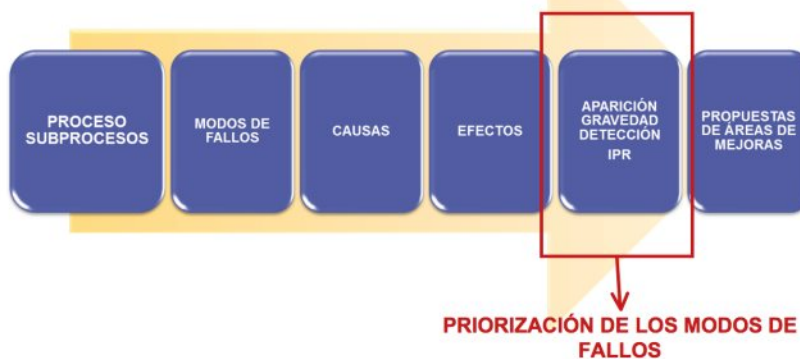 PROCESO
SUBPROCESOS
MODOS DE
FALLOS
CAUSAS
EFECTOS
APARICIÓN
GRAVEDAD
DETECCIÓN
IPR
PROPUESTAS
DE ÁREAS DE
MEJORAS
PRIORIZACIÓN DE LOS MODOS DE
FALLOS